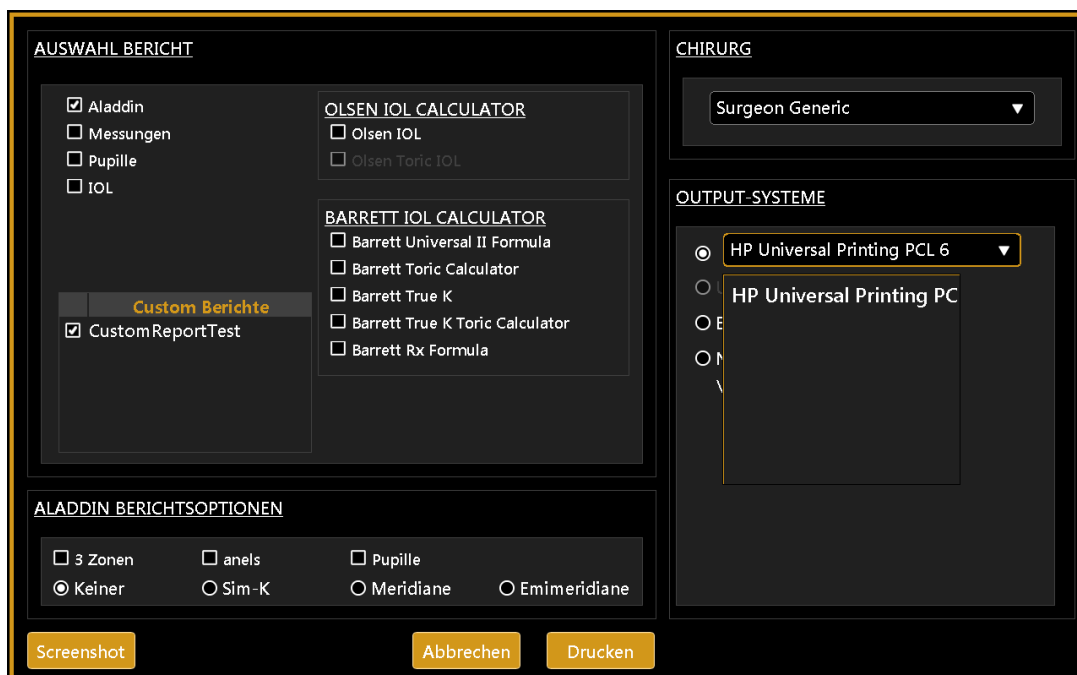 AUSWAHL BERICHT
Aladdin
Messungen
Pupille
IOL
OLSEN IOL CALCULATOR
Olsen IOL
Olsen Toric IOL
BARRETT IOL CALCULATOR
Barrett Universal II Formula
Barrett Toric Calculator
Barrett True K
Barrett True K Toric Calculator
Barrett Rx Formula
Custom Berichte
CustomReportTest
ALADDIN BERICHTSOPTIONEN
3 Zonen anels Pupille
Keiner Sim-K Meridiane Emimeridiane
CHIRURG
Surgeon Generic
OUTPUT-SYSTEME
HP Universal Printing PCL 6
HP Universal Printing PC
Screenshot Abbrechen Drucken